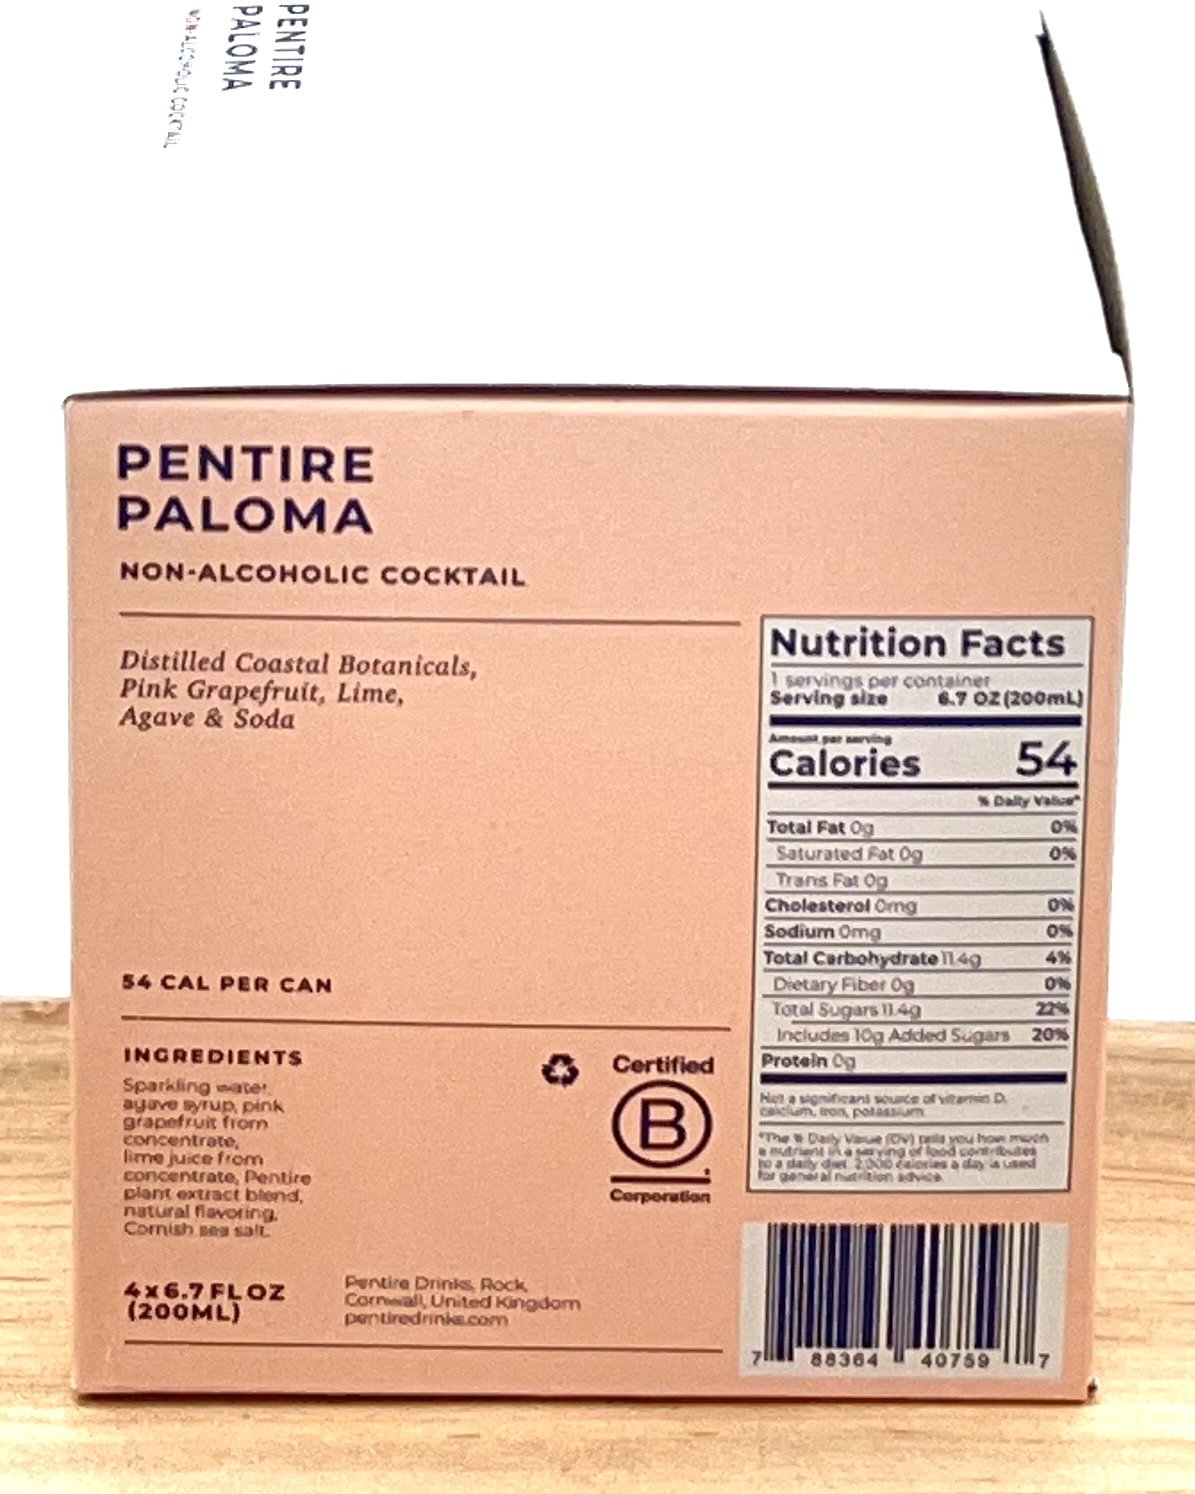 PENTIRE
PALOMA
NON-ALCOHOLIC COCKTAIL
PENTIRE
PALOMA
NON-ALCOHOLIC COCKTAIL
Distilled Coastal Botanicals,
Pink Grapefruit, Lime,
Agave & Soda
54 CAL PER CAN
INGREDIENTS
Sparkling water,
agave syrup, pink
grapefruit from
concentrate,
lime juice from
concentrate, Pentire
plant extract blend,
natural flavoring,
Cornish sea salt.
4x6.7 FL OZ
(200ML)
Pentire Drinks, Rock,
Cornwall, United Kingdom
pentiredrinks.com
Certified
B
Corporation
Nutrition Facts
1 servings per container
Serving size 6.7 OZ (200mL)
Amount per serving
Calories 54
% Daily Value*
Total Fat 0g 0%
Saturated Fat 0g 0%
Trans Fat 0g
Cholesterol 0mg 0%
Sodium 0mg 0%
Total Carbohydrate 11.4g 4%
Dietary Fiber 0g 0%
Total Sugars 11.4g 22%
Includes 10g Added Sugars 20%
Protein 0g
Not a significant source of vitamin D,
calcium, iron, potassium.
*The % Daily Value (DV) tells you how much
a nutrient in a serving of food contributes
to a daily diet. 2,000 calories a day is used
for general nutrition advice.
7 88364 40759 7